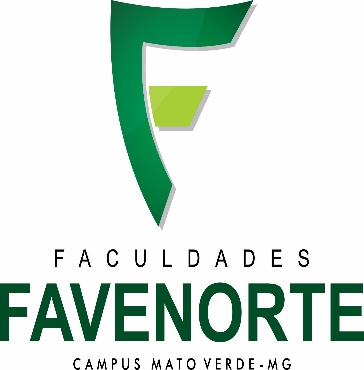 FACULDADES
FAVENORTE
CAMPUS MATO VERDE-MG